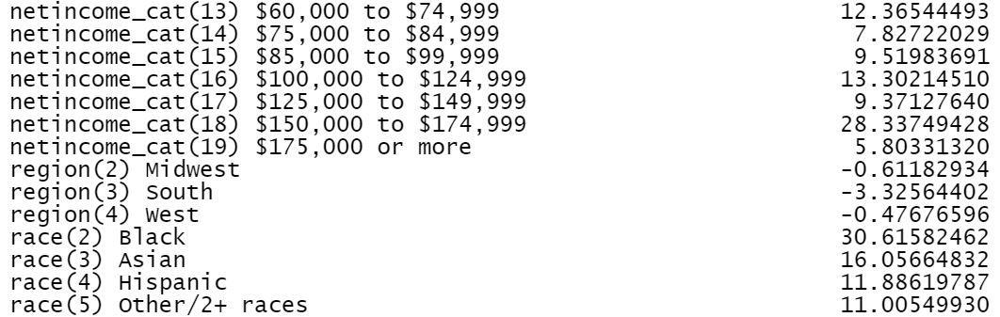 netincome_cat(13) $60,000 to $74,999 12.36544493
netincome_cat(14) $75,000 to $84,999 7.82722029
netincome_cat(15) $85,000 to $99,999 9.51983691
netincome_cat(16) $100,000 to $124,999 13.30214510
netincome_cat(17) $125,000 to $149,999 9.37127640
netincome_cat(18) $150,000 to $174,999 28.33749428
netincome_cat(19) $175,000 or more 5.80331320
region(2) Midwest -0.61182934
region(3) South -3.32564402
region(4) West -0.47676596
race(2) Black 30.61582462
race(3) Asian 16.05664832
race(4) Hispanic 11.88619787
race(5) Other/2+ races 11.00549930